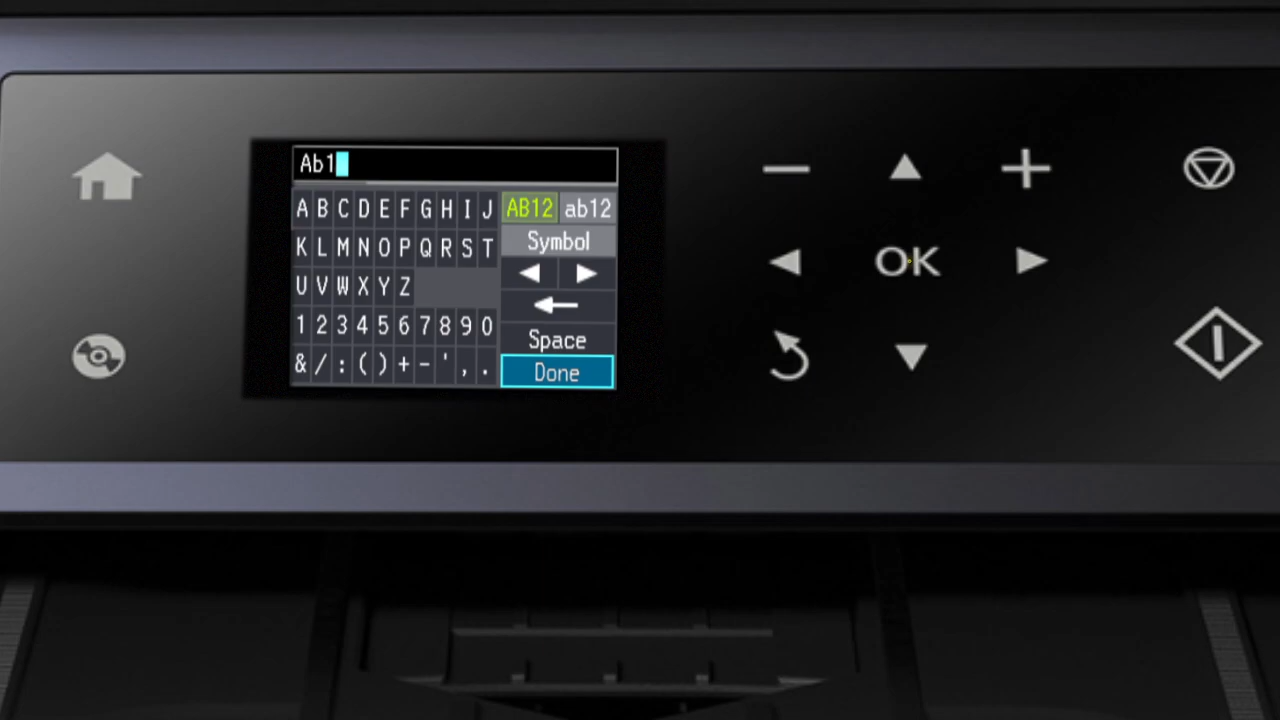 Ab1
A B C D E F G H I J AB12 ab12
K L M N O P Q R S T Symbol
U V W X Y Z
1 2 3 4 5 6 7 8 9 0 Space
& / : ( ) + - ' , . Done
OK